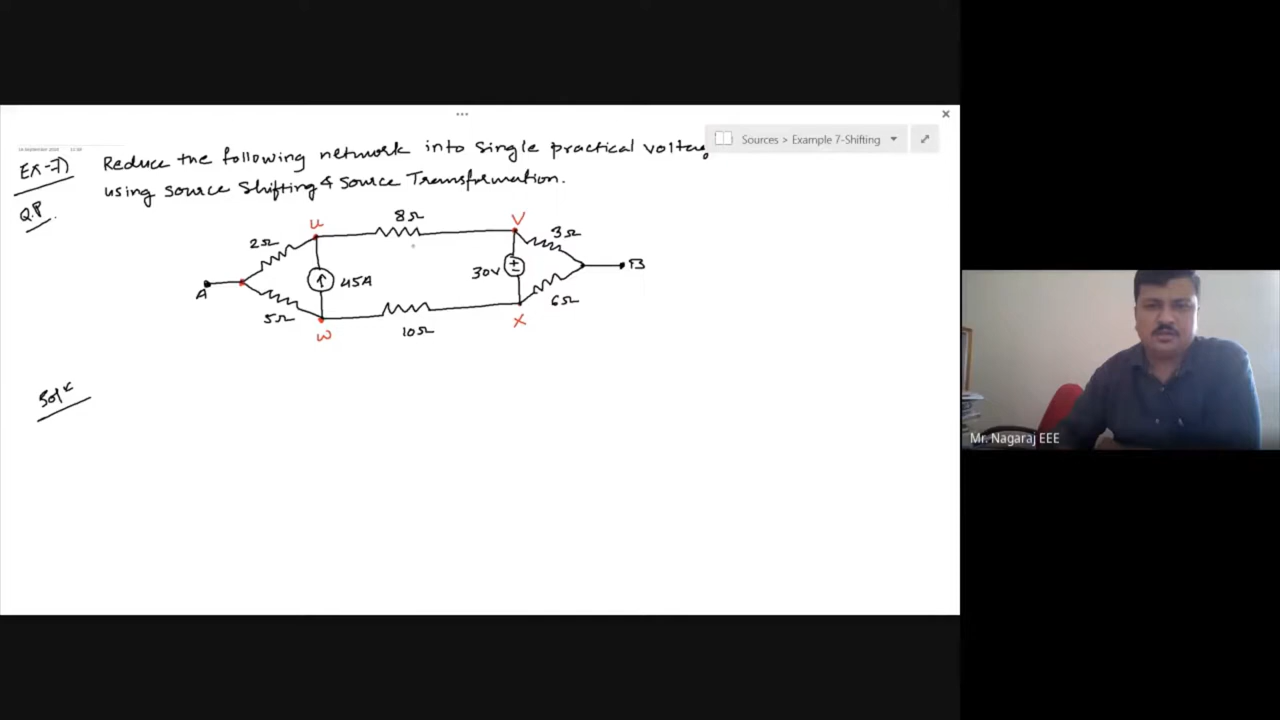 Sources > Example 7-Shifting
Ex-7) Reduce the following network into single practical voltag
using source shifting & source Transformation.
Q.P.
U 8Ω V
2Ω 3Ω
A 45A 30V B
5Ω 6Ω
W 10Ω X
Solⁿ
Mr. Nagaraj EEE